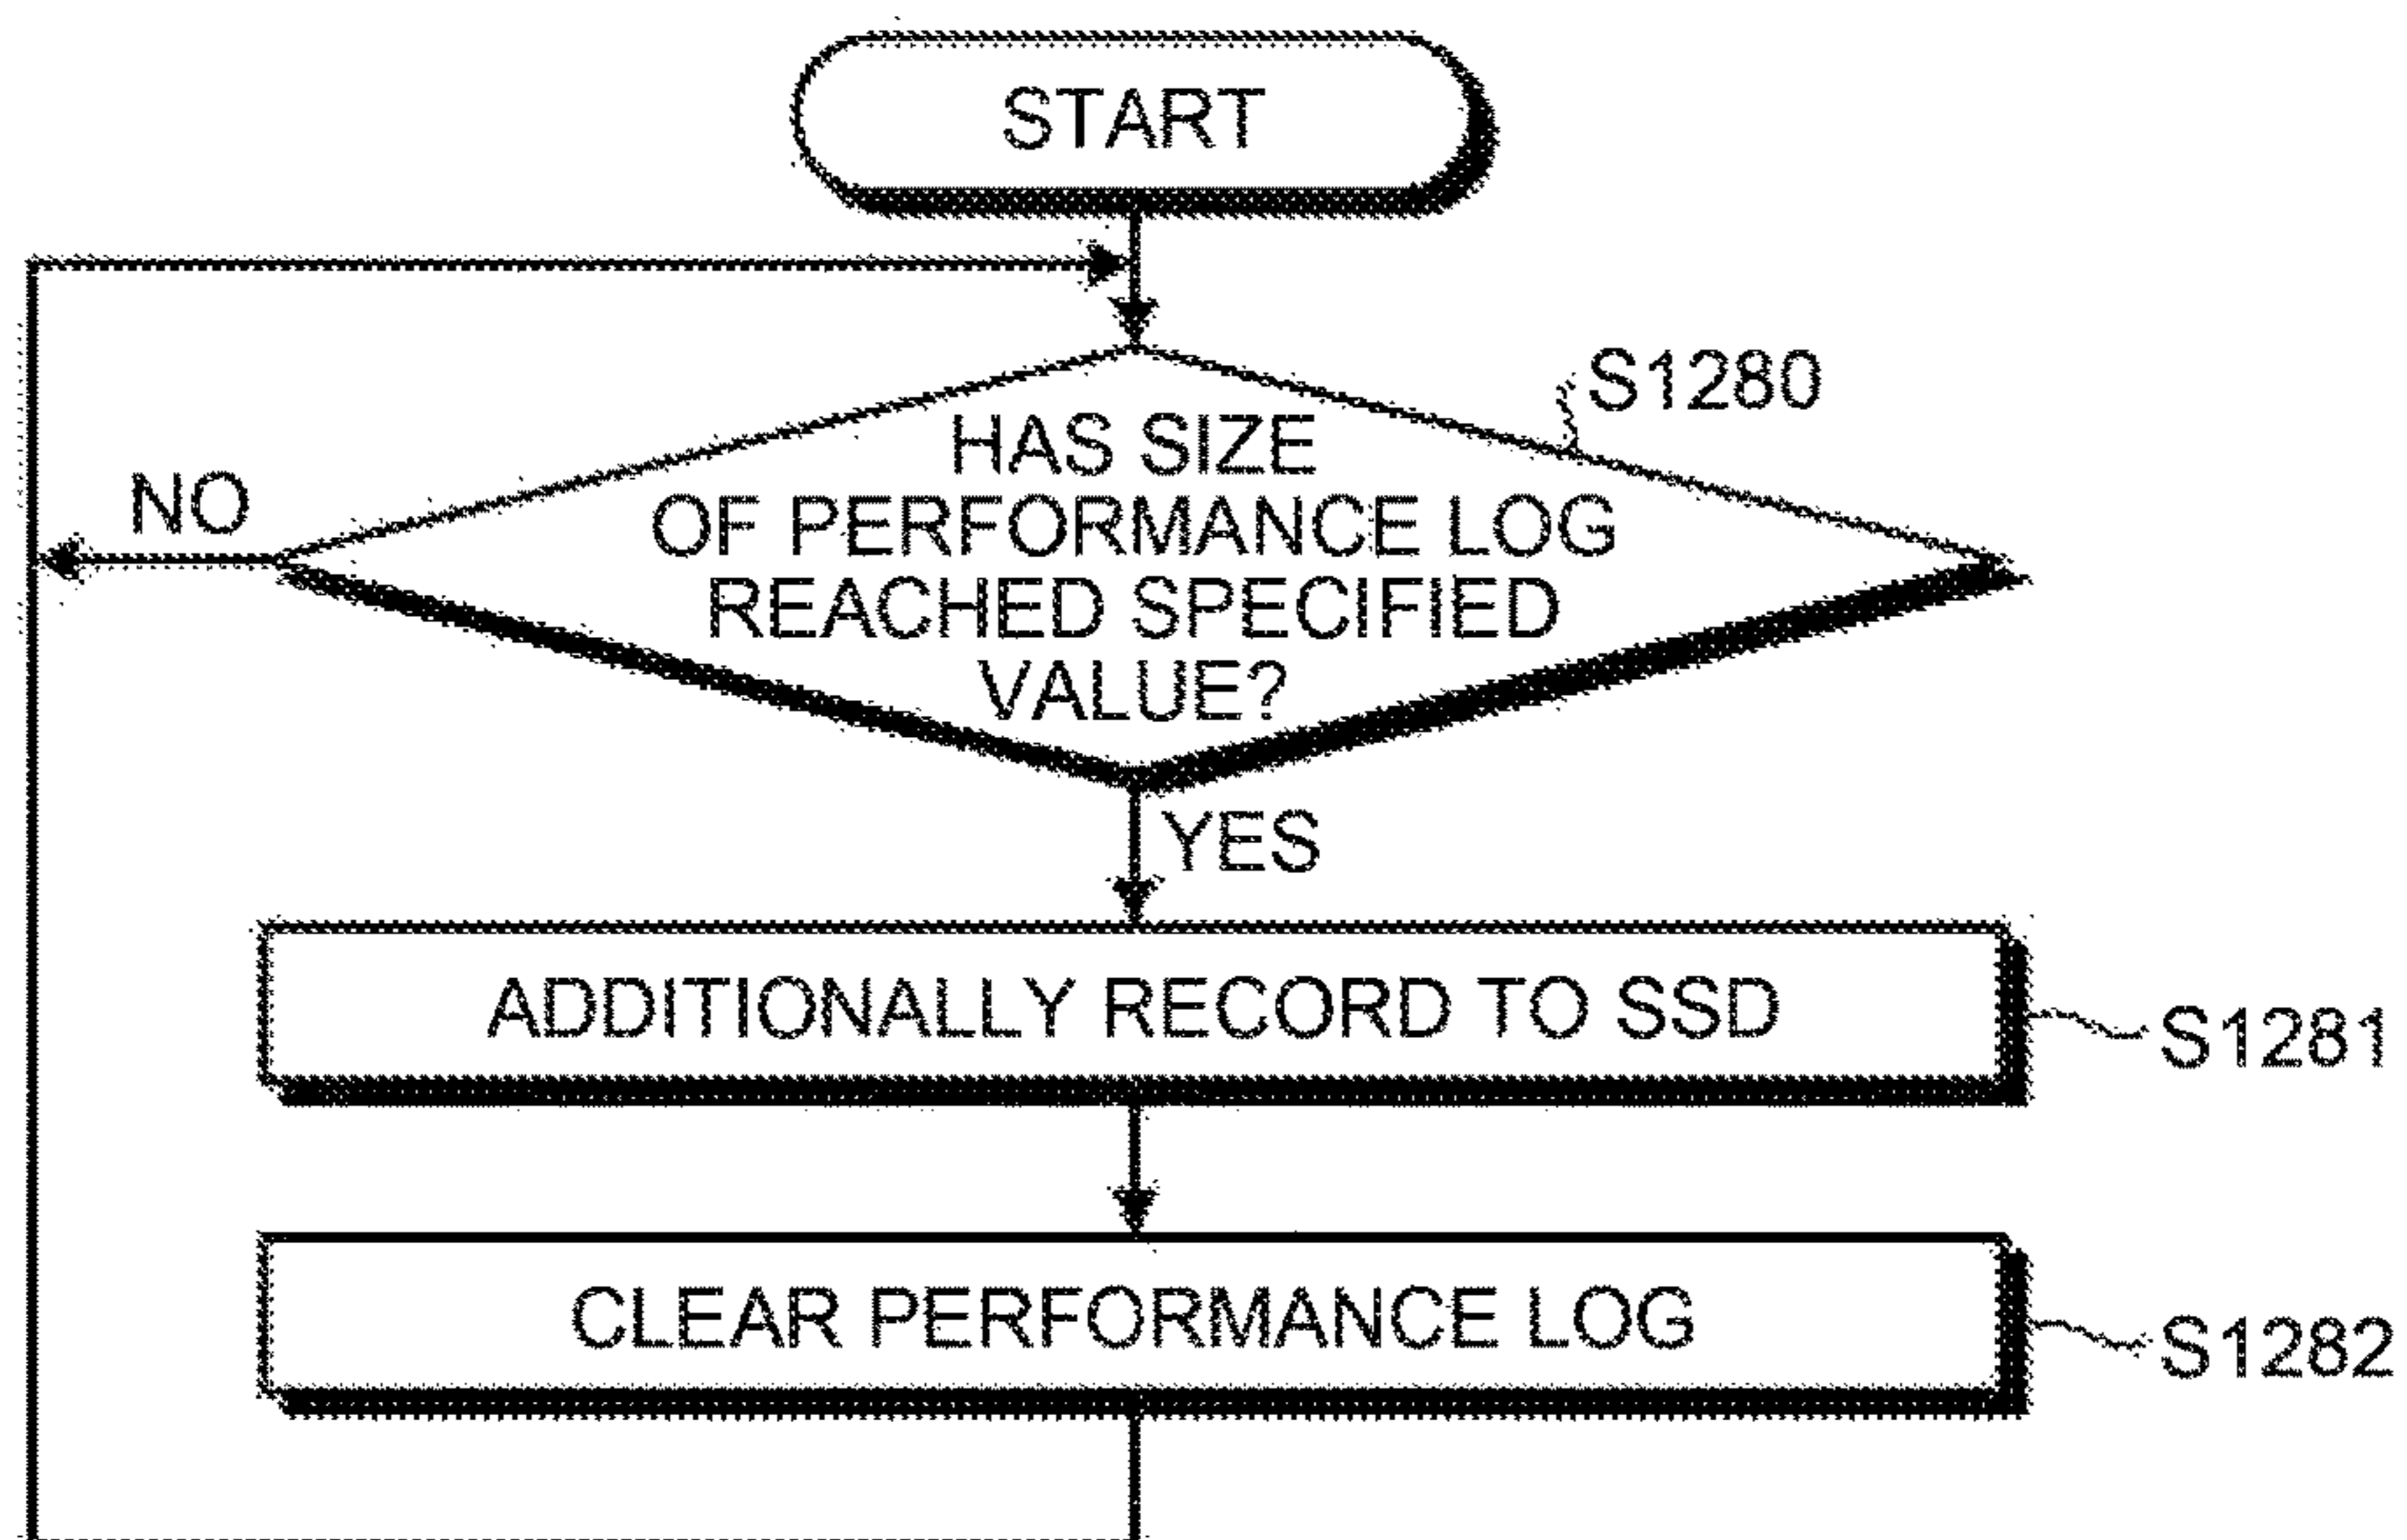 START
S1280
HAS SIZE
OF PERFORMANCE LOG
REACHED SPECIFIED
VALUE?
NO
YES
ADDITIONALLY RECORD TO SSD
S1281
CLEAR PERFORMANCE LOG
S1282